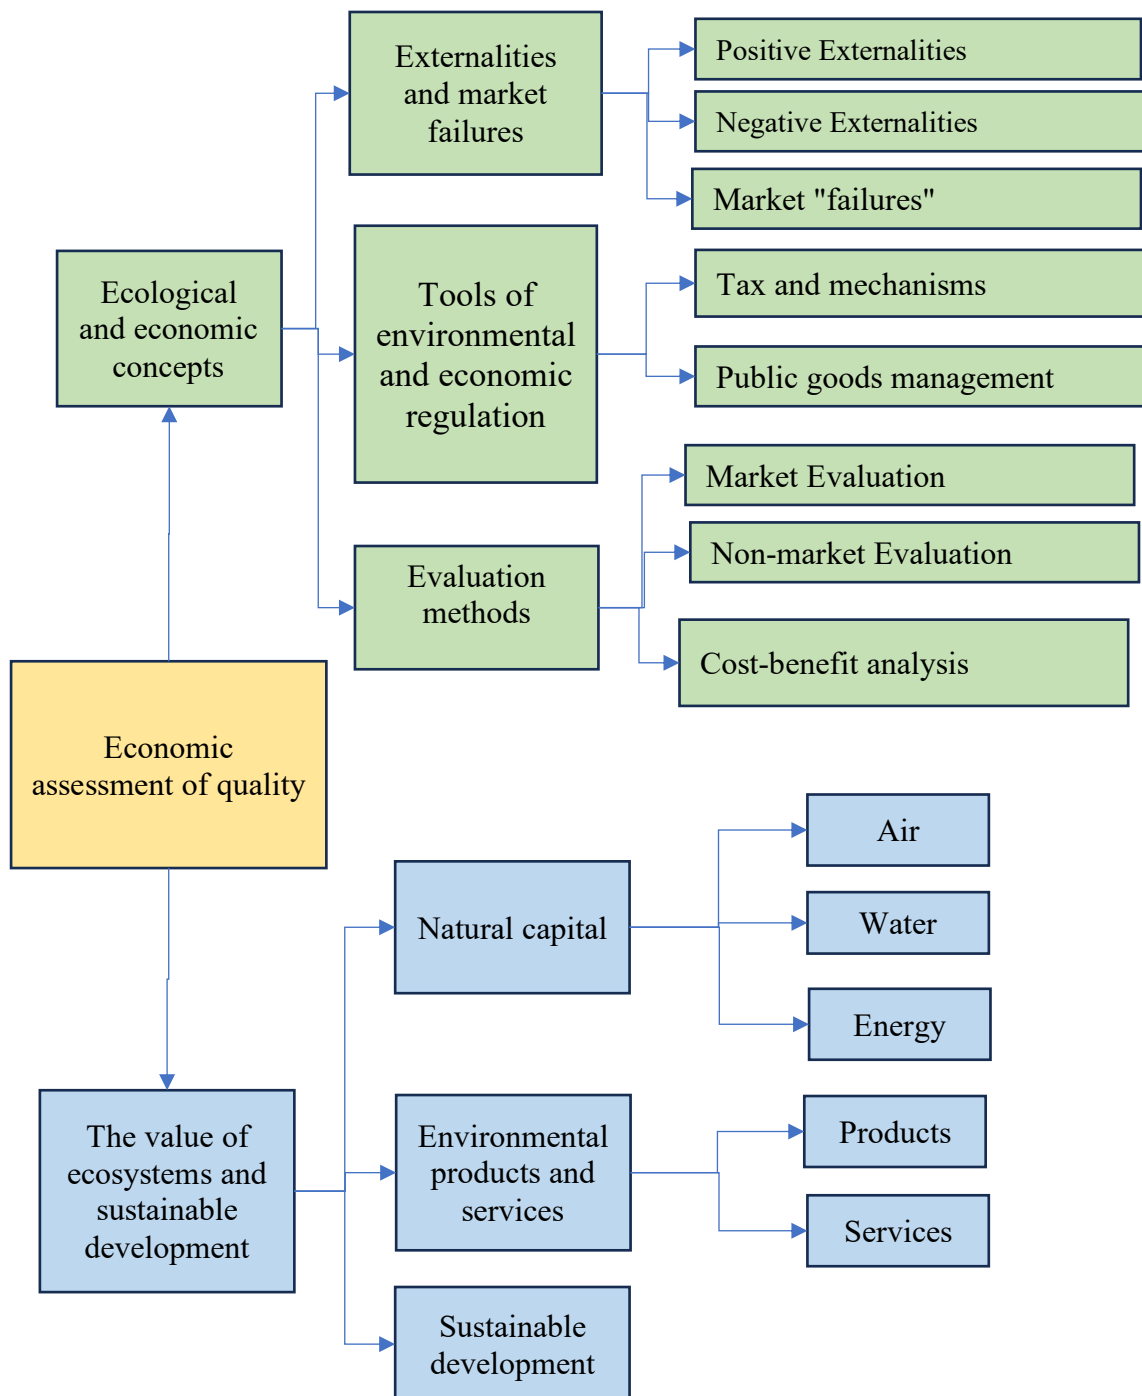 Externalities
and market
failures
Positive Externalities
Negative Externalities
Market "failures"
Ecological
and economic
concepts
Tools of
environmental
and economic
regulation
Tax and mechanisms
Public goods management
Evaluation
methods
Market Evaluation
Non-market Evaluation
Cost-benefit analysis
Economic
assessment of quality
Natural capital
Air
Water
Energy
The value of
ecosystems and
sustainable
development
Environmental
products and
services
Products
Services
Sustainable
development